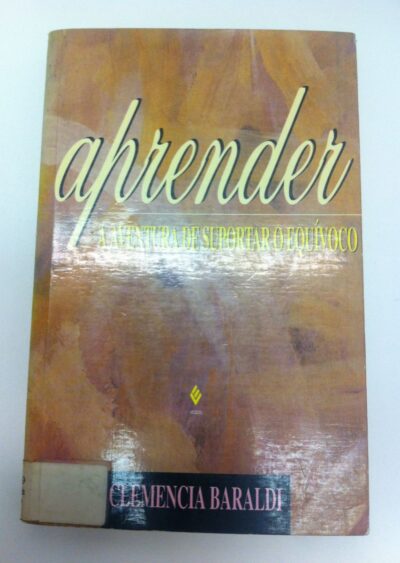 aprender
A AVENTURA DE SUPORTAR O EQUÍVOCO
CLEMENCIA BARALDI